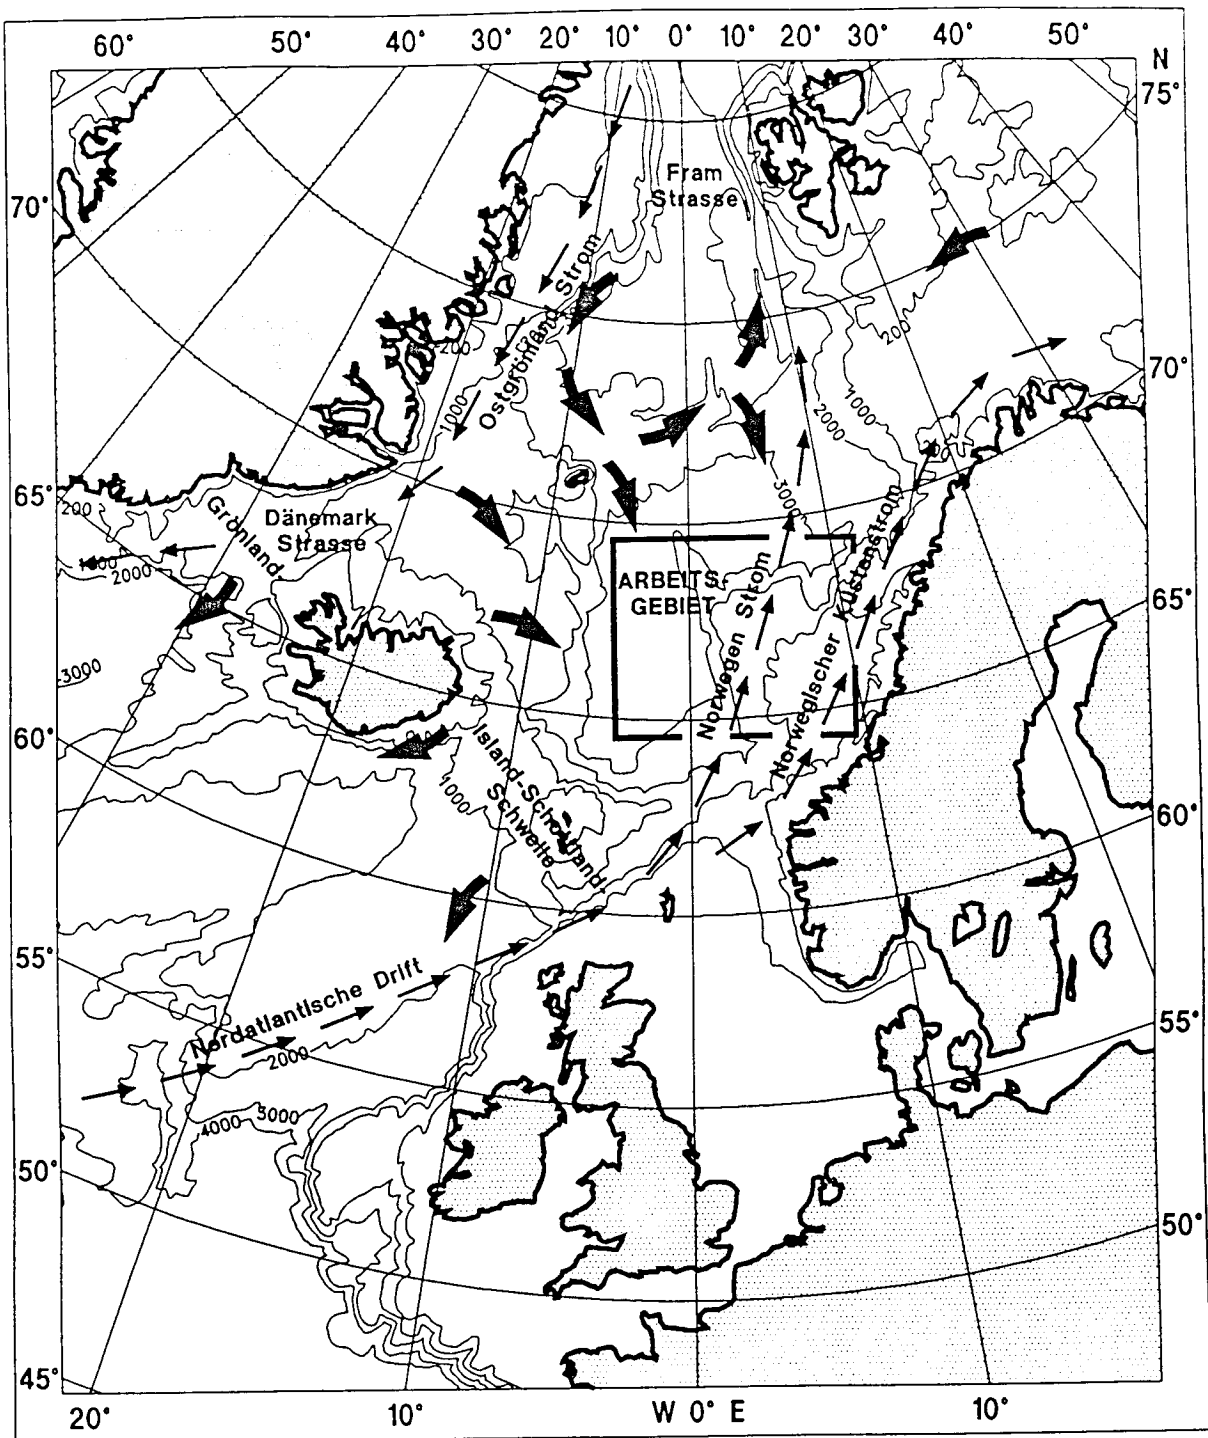 60° 50° 40° 30° 20° 10° 0° 10° 20° 30° 40° 50° N
75°
Fram
Strasse
70°
Ostgrönland Strom
200
200
1000
1000
2000
70°
200
3000
65°
200
Grönland
Dänemark
Strasse
2000
Norwegen Strom
Norwegischer Küstenstrom
ARBEITS-
GEBIET
65°
3000
60°
Island-Schottland
Schwelle
1000
60°
55°
Nordatlantische Drift
2000
55°
4000
3000
50°
50°
45°
20° 10° W 0° E 10°